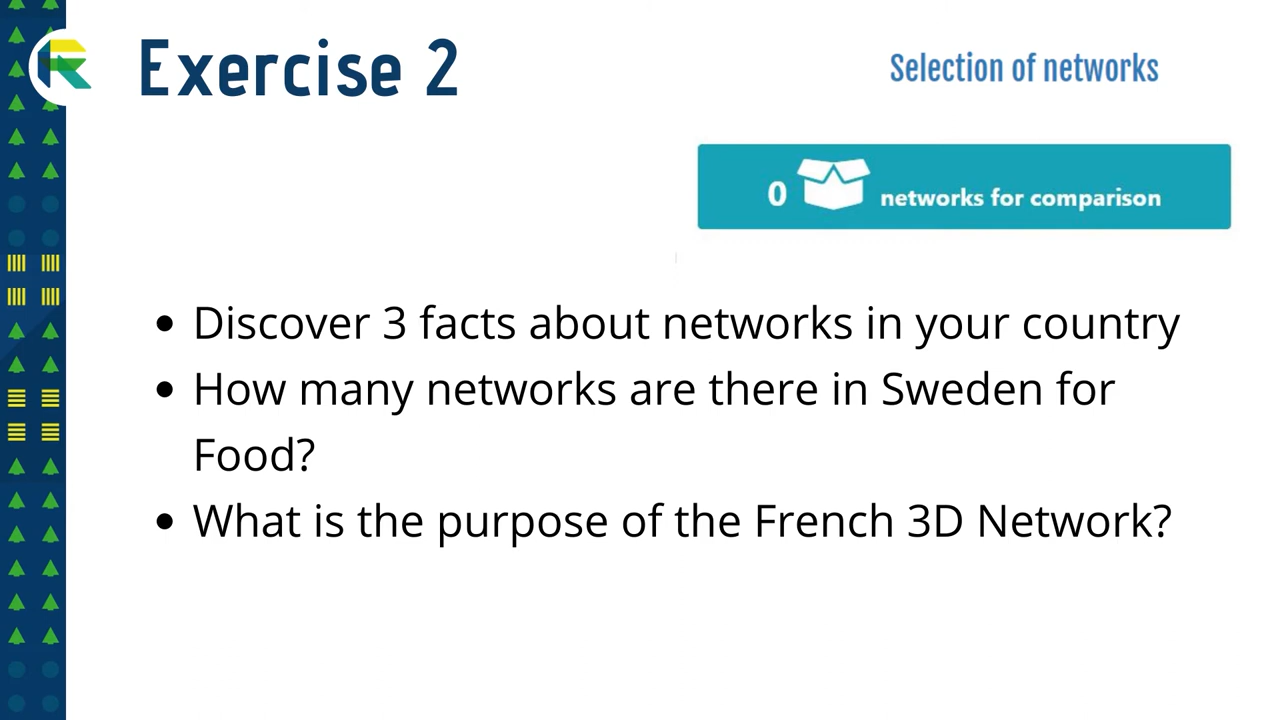 Exercise 2
Selection of networks
0 networks for comparison
• Discover 3 facts about networks in your country
• How many networks are there in Sweden for
Food?
• What is the purpose of the French 3D Network?